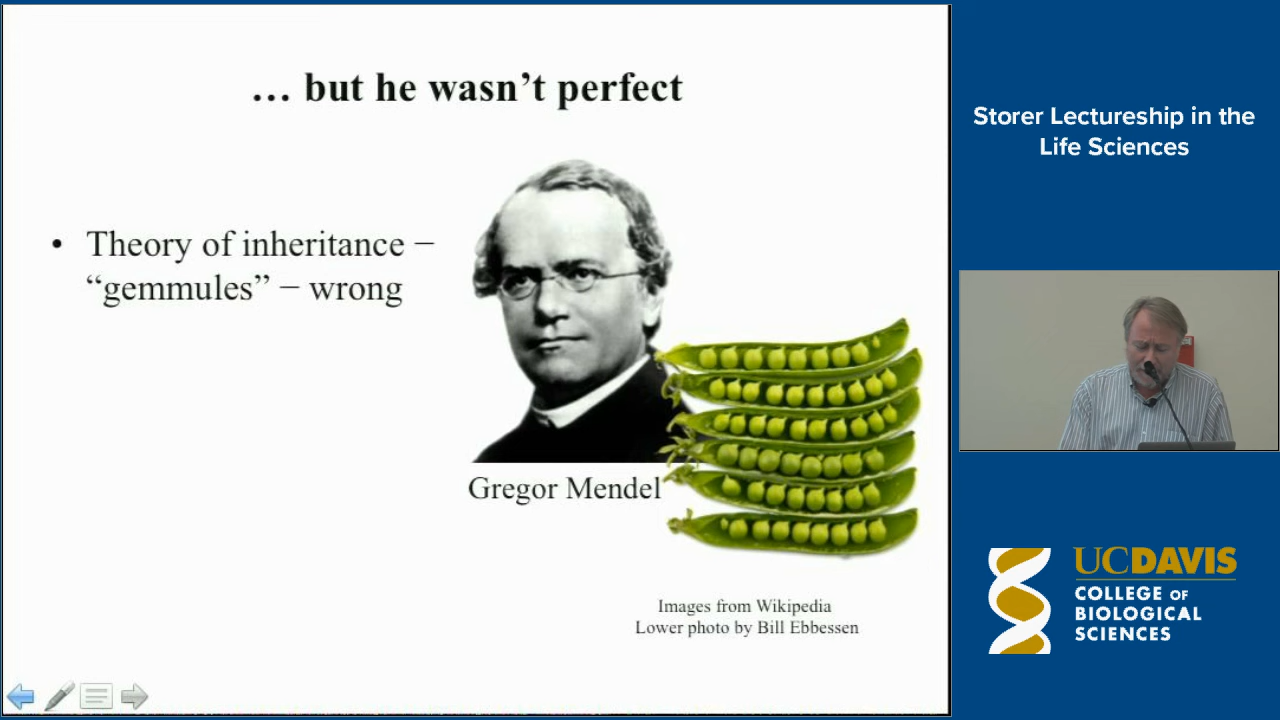 … but he wasn’t perfect
• Theory of inheritance −
“gemmules” − wrong
Gregor Mendel
Images from Wikipedia
Lower photo by Bill Ebbessen
Storer Lectureship in the
Life Sciences
UCDAVIS
COLLEGE OF
BIOLOGICAL
SCIENCES